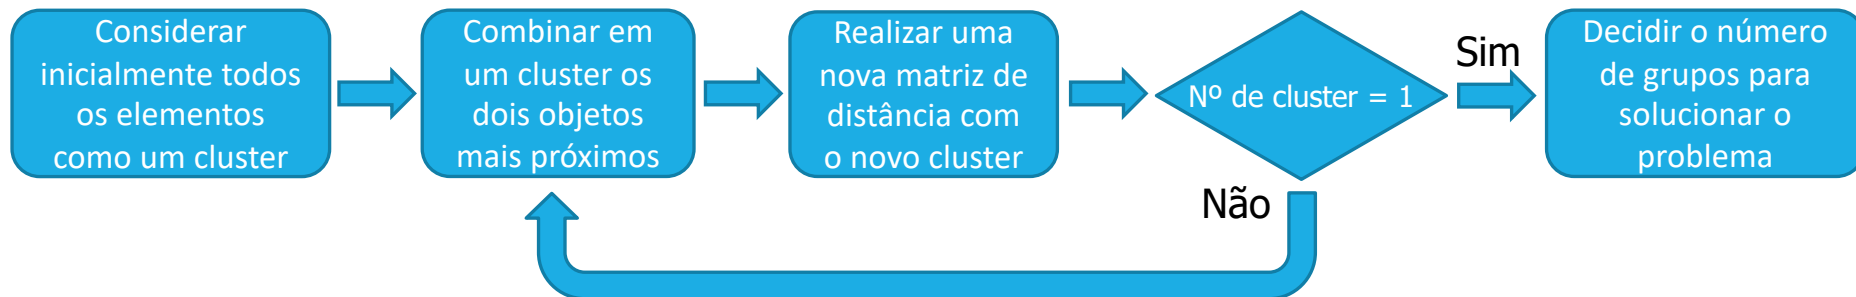 Considerar
inicialmente todos
os elementos
como um cluster
Combinar em
um cluster os
dois objetos
mais próximos
Realizar uma
nova matriz de
distância com
o novo cluster
Nº de cluster = 1
Sim
Não
Decidir o número
de grupos para
solucionar o
problema